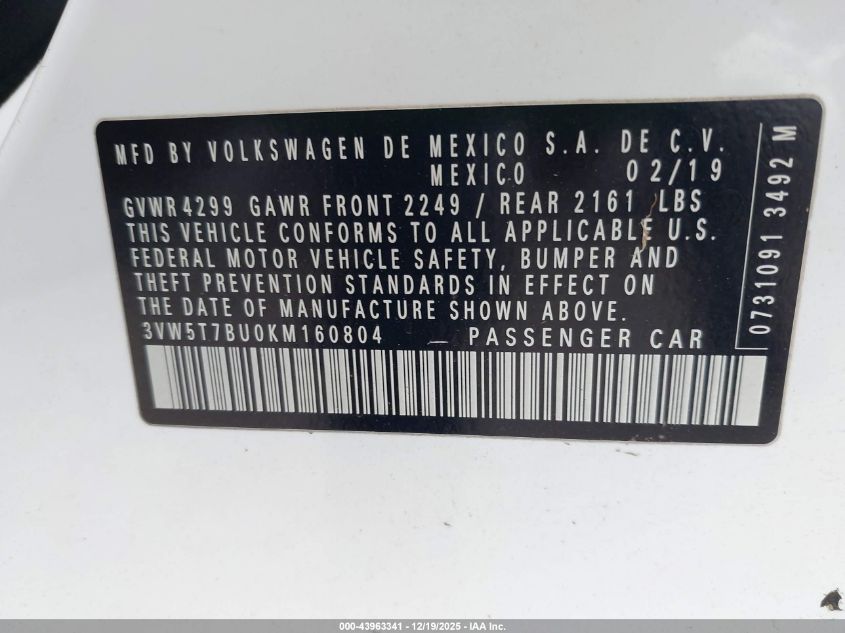 MFD BY VOLKSWAGEN DE MEXICO S.A. DE C.V.
MEXICO 02/19
GVWR 4299 GAWR FRONT 2249 / REAR 2161 LBS
THIS VEHICLE CONFORMS TO ALL APPLICABLE U.S.
FEDERAL MOTOR VEHICLE SAFETY, BUMPER AND
THEFT PREVENTION STANDARDS IN EFFECT ON
THE DATE OF MANUFACTURE SHOWN ABOVE.
3VW5T7BU0KM160804 _ PASSENGER CAR
0731091 3492 M
000-43963341 - 12/19/2025 - IAA Inc.